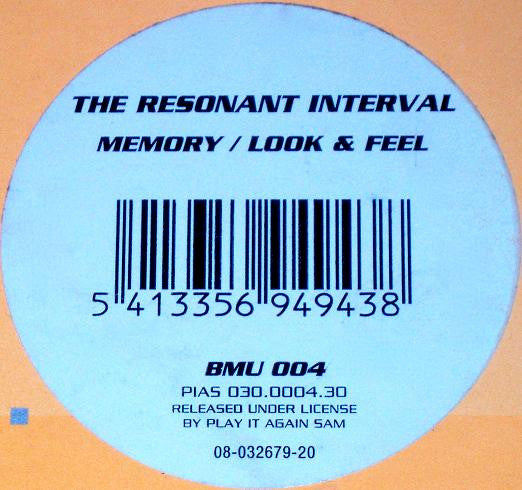 THE RESONANT INTERVAL
MEMORY / LOOK & FEEL
5 413356 949438
BMU 004
PIAS 030.0004.30
RELEASED UNDER LICENSE
BY PLAY IT AGAIN SAM
08-032679-20